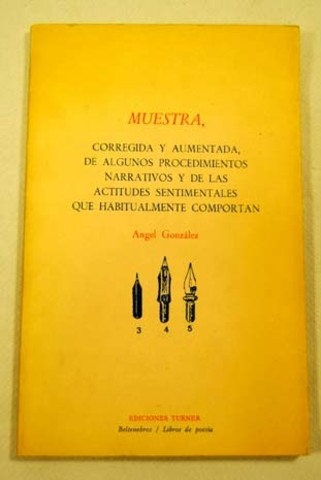 MUESTRA,
CORREGIDA Y AUMENTADA,
DE ALGUNOS PROCEDIMIENTOS
NARRATIVOS Y DE LAS
ACTITUDES SENTIMENTALES
QUE HABITUALMENTE COMPORTAN
Angel González
3 4 5
EDICIONES TURNER
Beltenebros / Libros de poesía